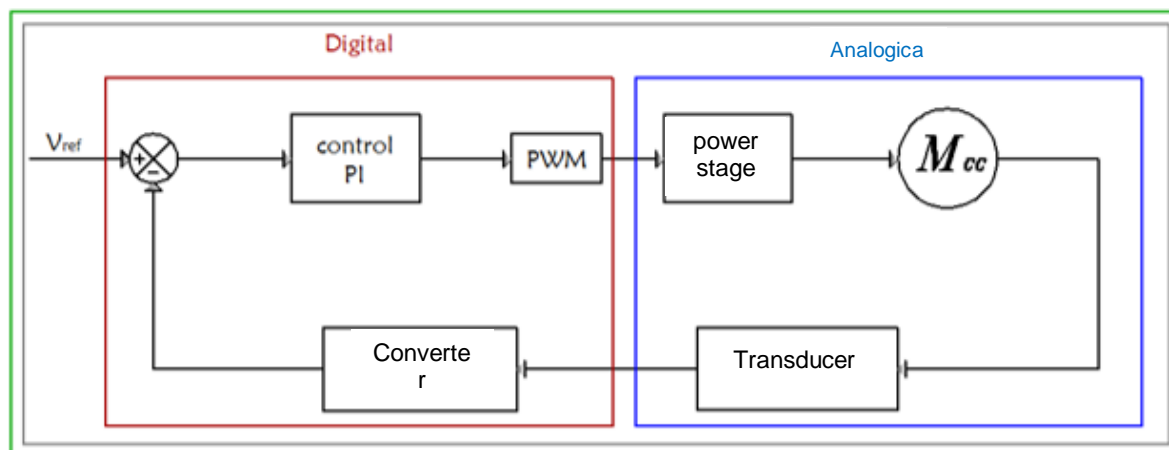 Digital
Analogica
Vref
+
-
control
PI
PWM
power
stage
Mcc
Converte
r
Transducer